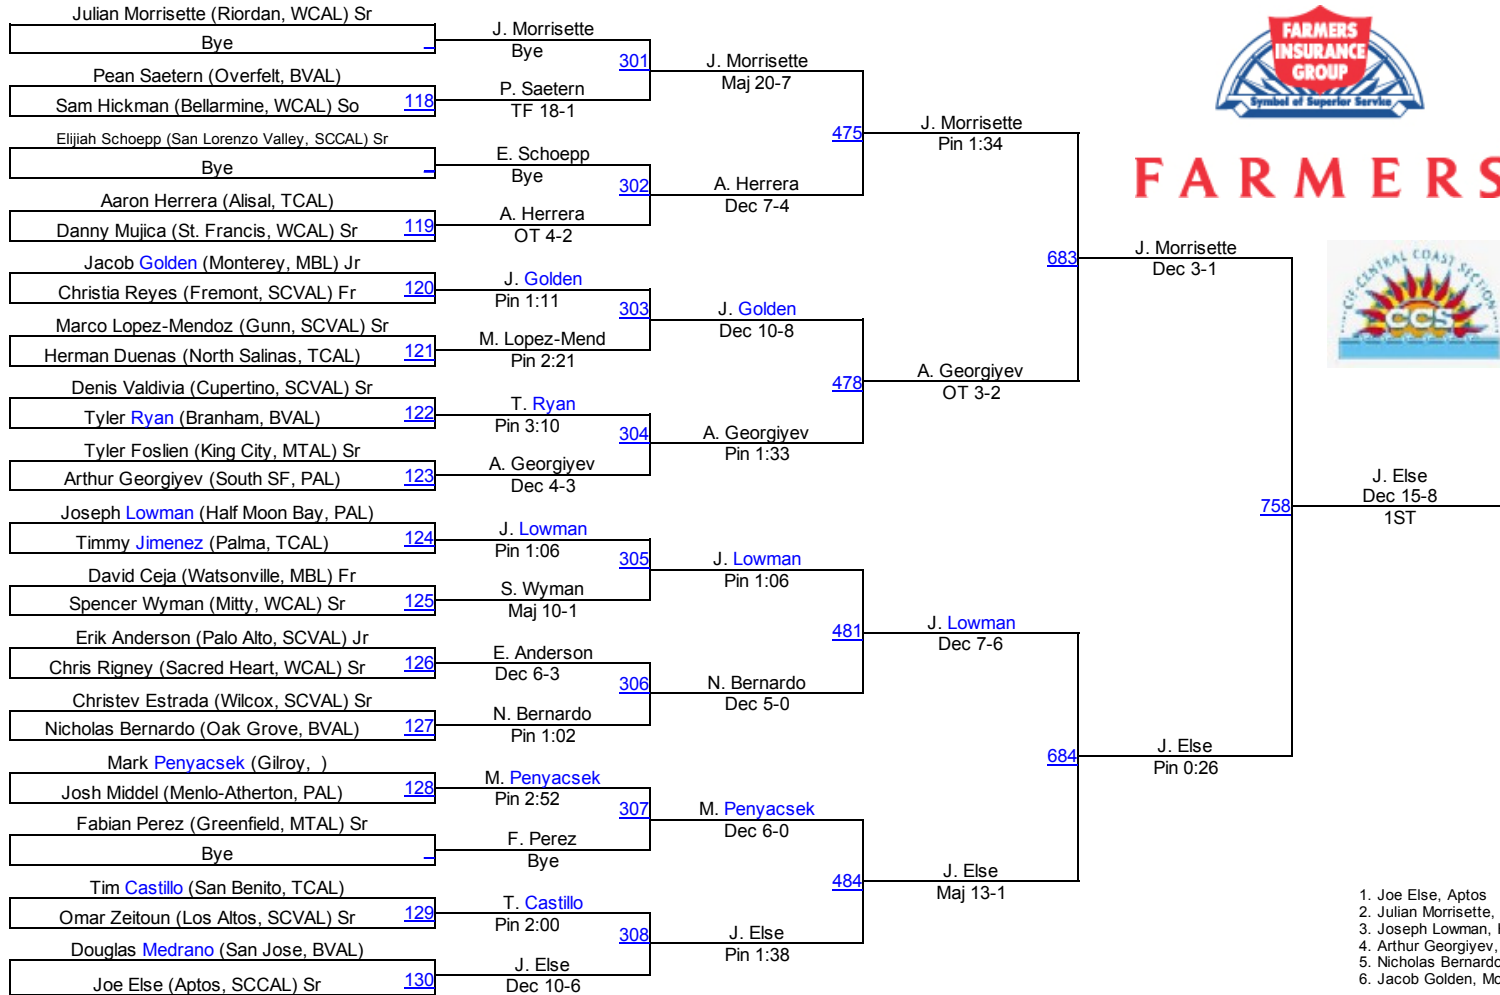 Julian Morrisette (Riordan, WCAL) Sr
Bye
Pean Saetern (Overfelt, BVAL)
Sam Hickman (Bellarmine, WCAL) So 118
Elijiah Schoepp (San Lorenzo Valley, SCCAL) Sr
Bye
Aaron Herrera (Alisal, TCAL)
Danny Mujica (St. Francis, WCAL) Sr 119
Jacob Golden (Monterey, MBL) Jr
Christia Reyes (Fremont, SCVAL) Fr 120
Marco Lopez-Mendoz (Gunn, SCVAL) Sr
Herman Duenas (North Salinas, TCAL) 121
Denis Valdivia (Cupertino, SCVAL) Sr
Tyler Ryan (Branham, BVAL) 122
Tyler Foslien (King City, MTAL) Sr
Arthur Georgiyev (South SF, PAL) 123
Joseph Lowman (Half Moon Bay, PAL)
Timmy Jimenez (Palma, TCAL) 124
David Ceja (Watsonville, MBL) Fr
Spencer Wyman (Mitty, WCAL) Sr 125
Erik Anderson (Palo Alto, SCVAL) Jr
Chris Rigney (Sacred Heart, WCAL) Sr 126
Christev Estrada (Wilcox, SCVAL) Sr
Nicholas Bernardo (Oak Grove, BVAL) 127
Mark Penyacsek (Gilroy, )
Josh Middel (Menlo-Atherton, PAL) 128
Fabian Perez (Greenfield, MTAL) Sr
Bye
Tim Castillo (San Benito, TCAL)
Omar Zeitoun (Los Altos, SCVAL) Sr 129
Douglas Medrano (San Jose, BVAL)
Joe Else (Aptos, SCCAL) Sr 130
J. Morrisette
Bye
301
P. Saetern
TF 18-1
E. Schoepp
Bye
302
A. Herrera
OT 4-2
J. Golden
Pin 1:11
303
M. Lopez-Mend
Pin 2:21
T. Ryan
Pin 3:10
304
A. Georgiyev
Dec 4-3
J. Lowman
Pin 1:06
305
S. Wyman
Maj 10-1
E. Anderson
Dec 6-3
306
N. Bernardo
Pin 1:02
M. Penyacsek
Pin 2:52
307
F. Perez
Bye
T. Castillo
Pin 2:00
308
J. Else
Dec 10-6
J. Morrisette
Maj 20-7
475
A. Herrera
Dec 7-4
J. Golden
Dec 10-8
478
A. Georgiyev
Pin 1:33
J. Lowman
Pin 1:06
481
N. Bernardo
Dec 5-0
M. Penyacsek
Dec 6-0
484
J. Else
Pin 1:38
J. Morrisette
Pin 1:34
683
A. Georgiyev
OT 3-2
J. Lowman
Dec 7-6
684
J. Else
Maj 13-1
J. Morrisette
Dec 3-1
758
J. Else
Pin 0:26
J. Else
Dec 15-8
1ST
FARMERS
INSURANCE
GROUP
Symbol of Superior Service
FARMERS
CIF-CENTRAL COAST SECTION
CCS
1. Joe Else, Aptos
2. Julian Morrisette,
3. Joseph Lowman,
4. Arthur Georgiyev,
5. Nicholas Bernardo
6. Jacob Golden,